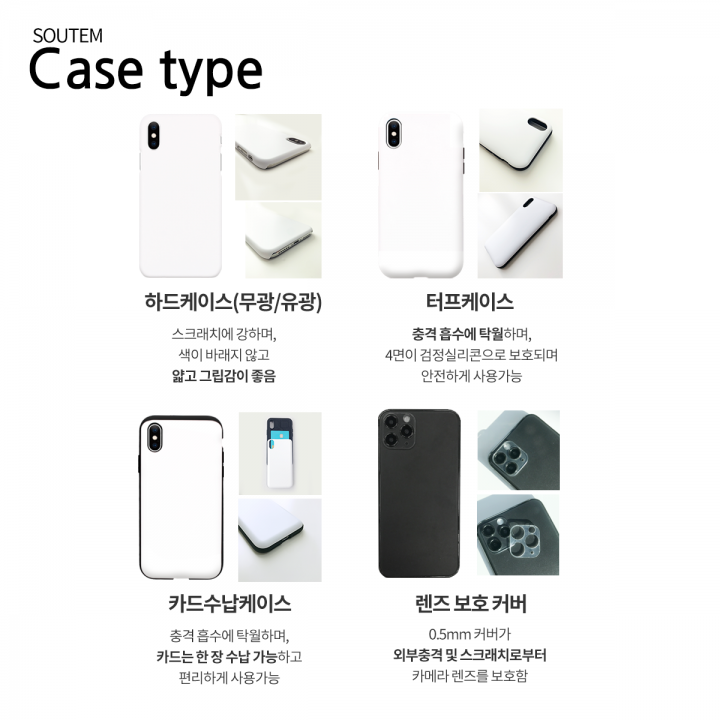 SOUTEM
Case type
하드케이스(무광/유광)
스크래치에 강하며,
색이 바래지 않고
얇고 그립감이 좋음
터프케이스
충격 흡수에 탁월하며,
4면이 검정실리콘으로 보호되며
안전하게 사용가능
카드수납케이스
충격 흡수에 탁월하며,
카드는 한 장 수납 가능하고
편리하게 사용가능
렌즈 보호 커버
0.5mm 커버가
외부충격 및 스크래치로부터
카메라 렌즈를 보호함